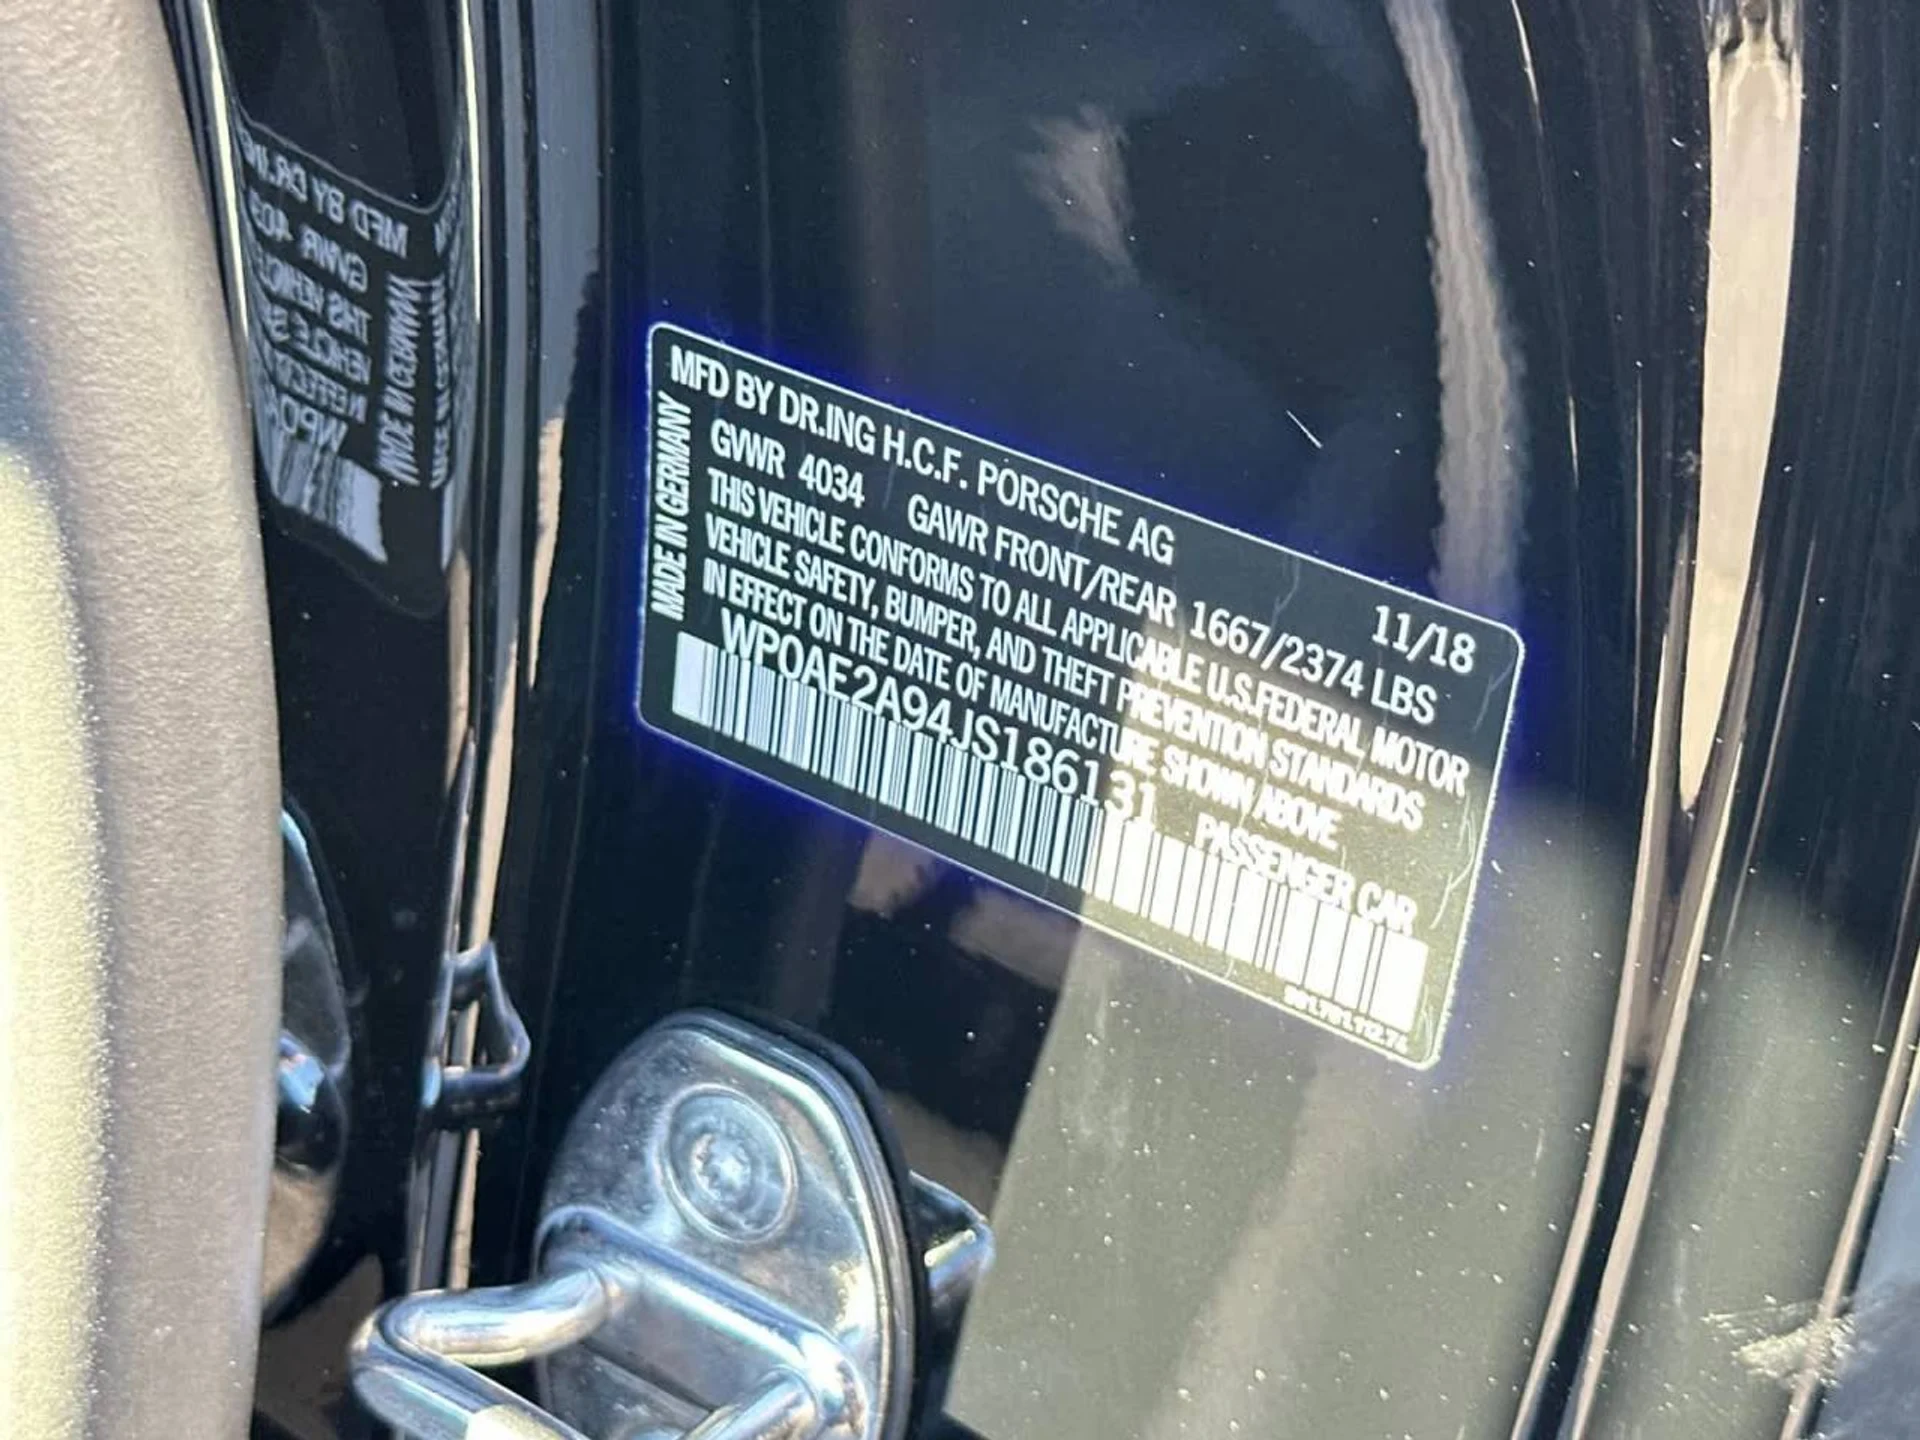 MFD BY DR.ING H.C.F. PORSCHE AG 11/18
GVWR 4034 GAWR FRONT/REAR 1667/2374 LBS
THIS VEHICLE CONFORMS TO ALL APPLICABLE U.S.FEDERAL MOTOR
VEHICLE SAFETY, BUMPER, AND THEFT PREVENTION STANDARDS
IN EFFECT ON THE DATE OF MANUFACTURE SHOWN ABOVE
WP0AE2A94JS186131 PASSENGER CAR
MADE IN GERMANY